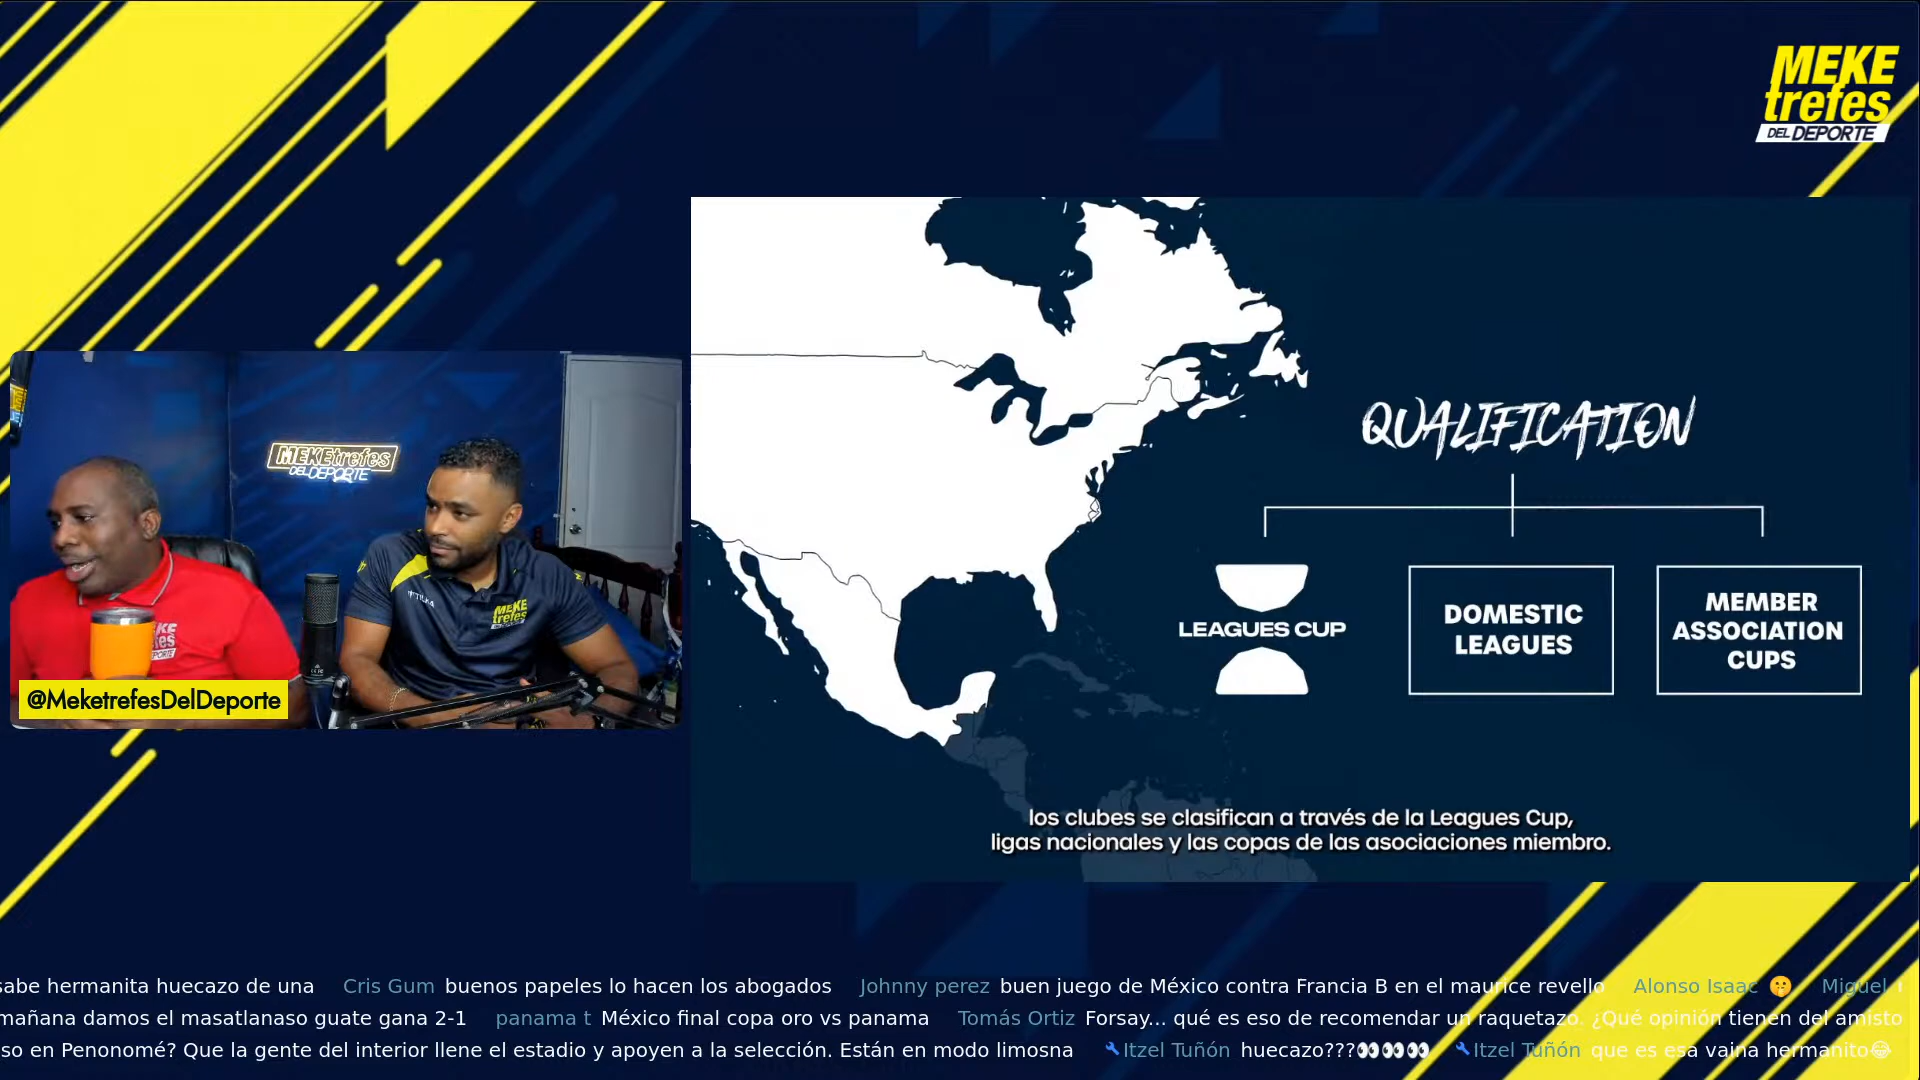 MEKE
trefes
DEL DEPORTE
MEKEtrefes
DEL DEPORTE
MEKE
trefes
DEL DEPORTE
@MeketrefesDelDeporte
QUALIFICATION
LEAGUES CUP
DOMESTIC
LEAGUES
MEMBER
ASSOCIATION
CUPS
los clubes se clasifican a través de la Leagues Cup,
ligas nacionales y las copas de las asociaciones miembro.
sabe hermanita huecazo de una Cris Gum buenos papeles lo hacen los abogados Johnny perez buen juego de México contra Francia B en el maurice revello Alonso Isaac 🤫 Miguel
mañana damos el masatlanaso guate gana 2-1 panama t México final copa oro vs panama Tomás Ortiz Forsay... qué es eso de recomendar un raquetazo. ¿Qué opinión tienen del amisto
so en Penonomé? Que la gente del interior llene el estadio y apoyen a la selección. Están en modo limosna 🔧Itzel Tuñón huecazo???👀👀👀👀 🔧Itzel Tuñón que es esa vaina hermanito😂